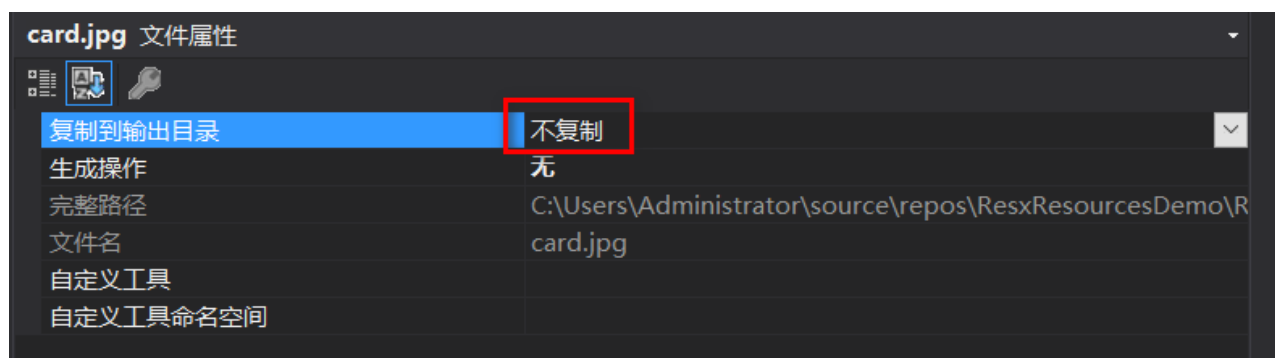 card.jpg 文件属性
复制到输出目录 不复制
生成操作 无
完整路径 C:\Users\Administrator\source\repos\ResxResourcesDemo\R
文件名 card.jpg
自定义工具
自定义工具命名空间